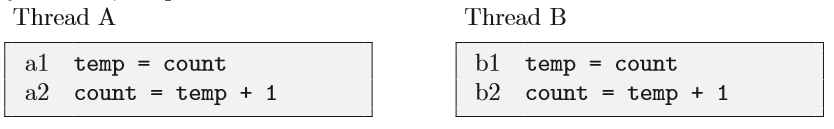 Thread A
a1 temp = count
a2 count = temp + 1
Thread B
b1 temp = count
b2 count = temp + 1